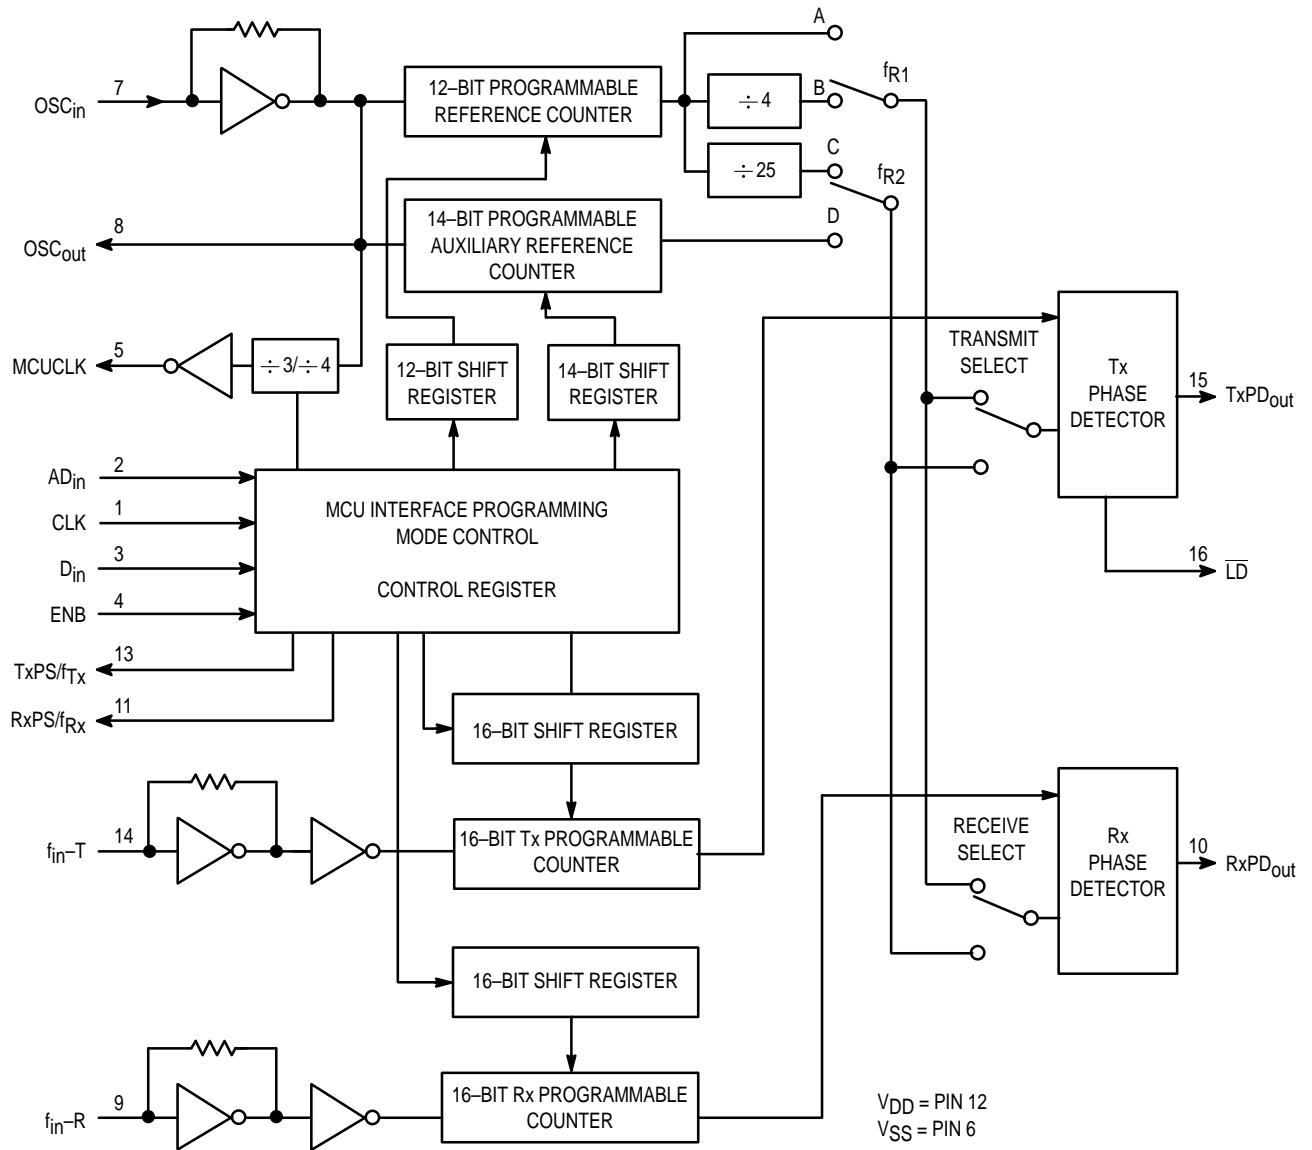 A
7
OSCin
12–BIT PROGRAMMABLE
REFERENCE COUNTER
÷ 4
B
fR1
÷ 25
C
fR2
8
OSCout
14–BIT PROGRAMMABLE
AUXILIARY REFERENCE
COUNTER
D
5
MCUCLK
÷ 3/÷ 4
12–BIT SHIFT
REGISTER
14–BIT SHIFT
REGISTER
TRANSMIT
SELECT
Tx
PHASE
DETECTOR
15
TxPDout
2
ADin
1
CLK
3
Din
4
ENB
MCU INTERFACE PROGRAMMING
MODE CONTROL
CONTROL REGISTER
16
LD
13
TxPS/fTx
11
RxPS/fRx
16–BIT SHIFT REGISTER
14
fin–T
16–BIT Tx PROGRAMMABLE
COUNTER
RECEIVE
SELECT
Rx
PHASE
DETECTOR
10
RxPDout
16–BIT SHIFT REGISTER
9
fin–R
16–BIT Rx PROGRAMMABLE
COUNTER
VDD = PIN 12
VSS = PIN 6